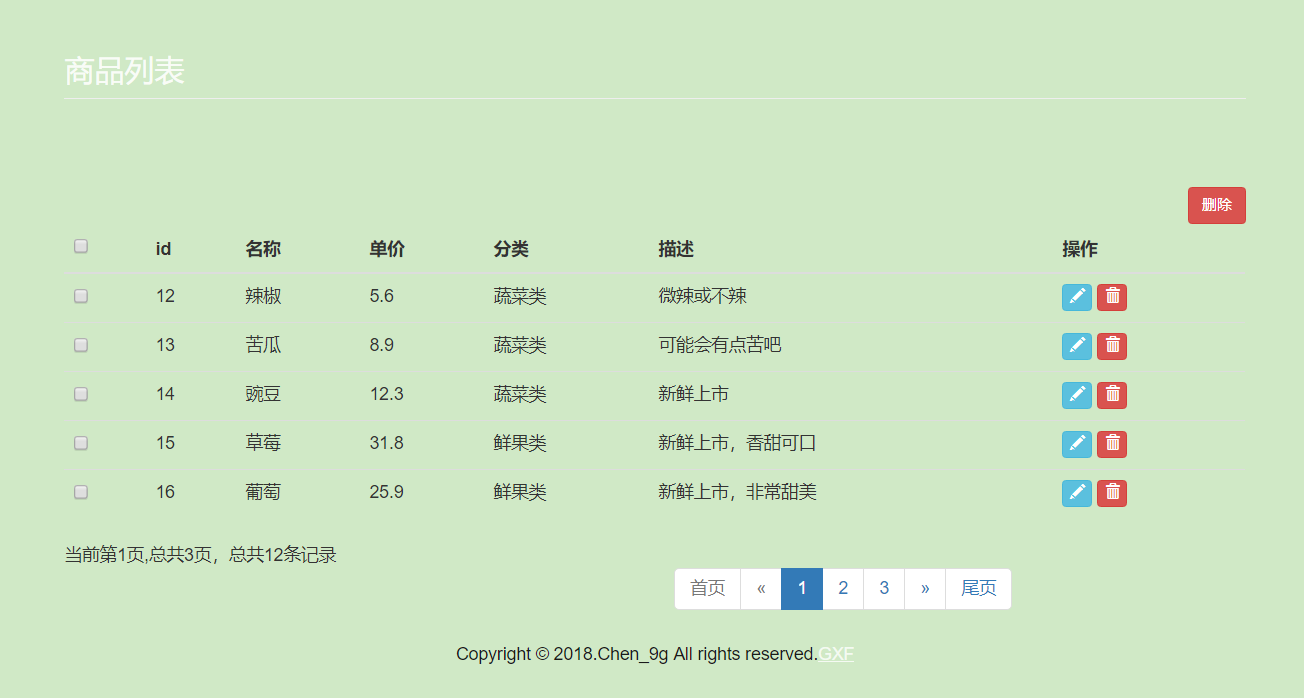 商品列表
删除
id 名称 单价 分类 描述 操作
12 辣椒 5.6 蔬菜类 微辣或不辣
13 苦瓜 8.9 蔬菜类 可能会有点苦吧
14 豌豆 12.3 蔬菜类 新鲜上市
15 草莓 31.8 鲜果类 新鲜上市，香甜可口
16 葡萄 25.9 鲜果类 新鲜上市，非常甜美
当前第1页,总共3页，总共12条记录
首页 « 1 2 3 » 尾页
Copyright © 2018.Chen_9g All rights reserved.GXF